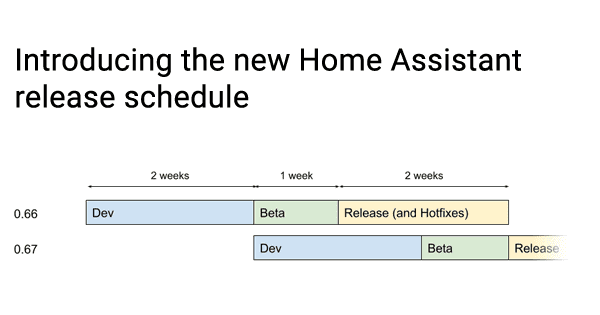 Introducing the new Home Assistant
release schedule
2 weeks 1 week 2 weeks
0.66 Dev Beta Release (and Hotfixes)
0.67 Dev Beta Release